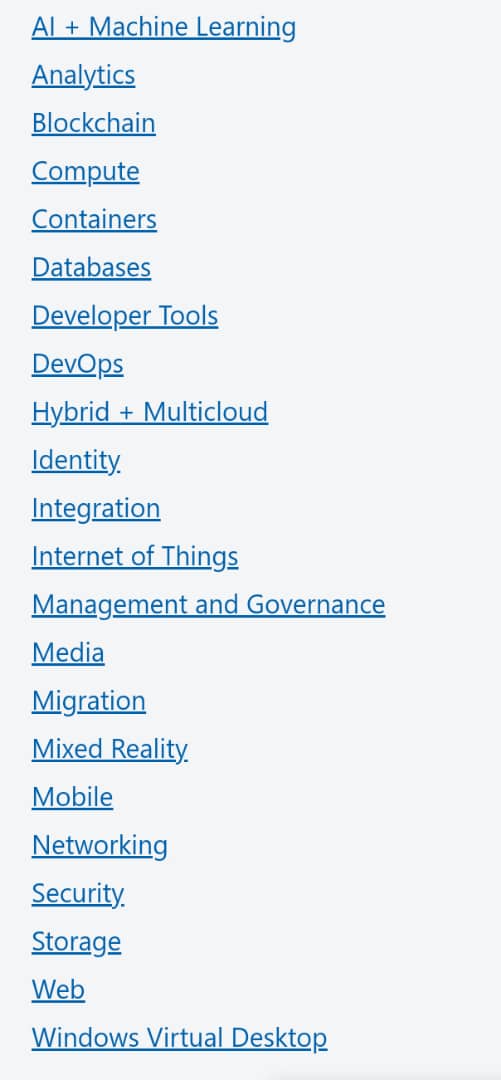 AI + Machine Learning
Analytics
Blockchain
Compute
Containers
Databases
Developer Tools
DevOps
Hybrid + Multicloud
Identity
Integration
Internet of Things
Management and Governance
Media
Migration
Mixed Reality
Mobile
Networking
Security
Storage
Web
Windows Virtual Desktop